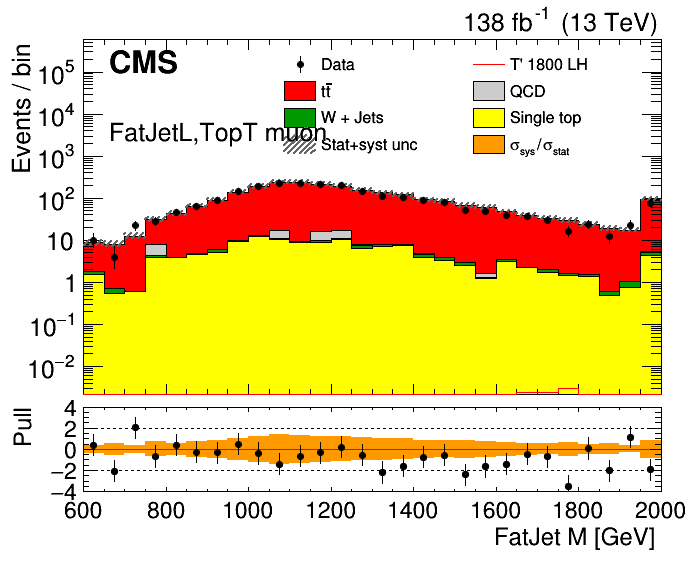 138 fb⁻¹ (13 TeV)
CMS
Data
T' 1800 LH
tt̄
QCD
W + Jets
Single top
FatJetL,TopT muon
Stat+syst unc
σsys/σstat
Events / bin
10⁵
10⁴
10³
10²
10
1
10⁻¹
10⁻²
Pull
4
2
0
−2
−4
600 800 1000 1200 1400 1600 1800 2000
FatJet M [GeV]